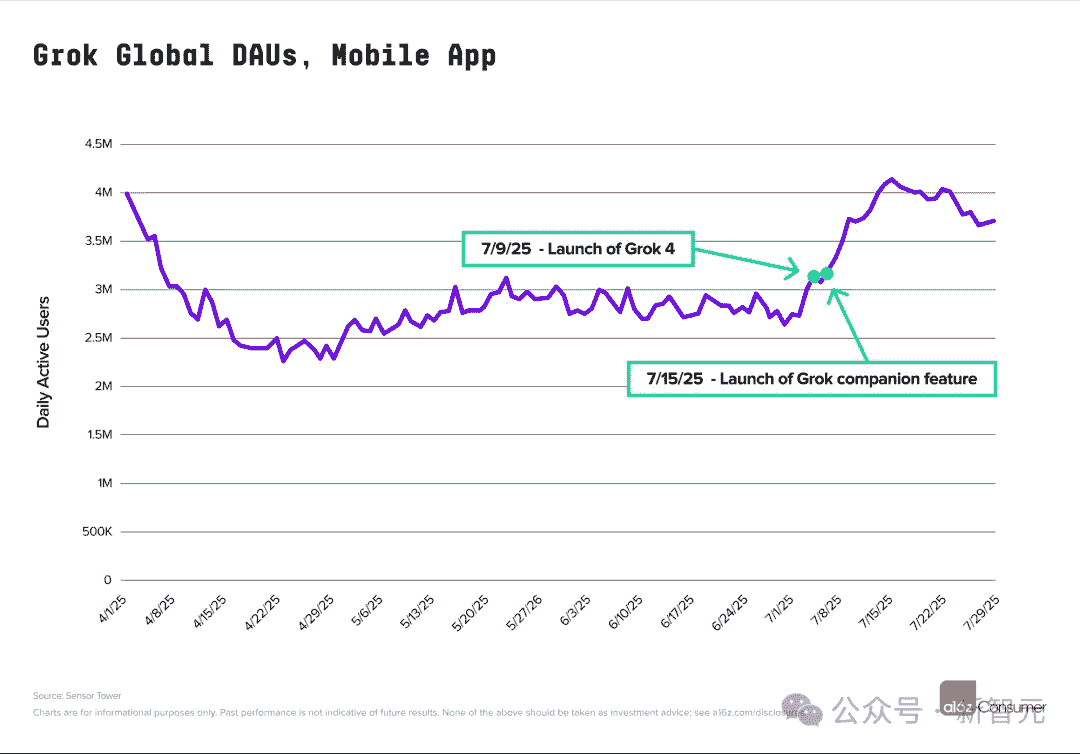 Grok Global DAUs, Mobile App
4.5M
4M
3.5M
3M
2.5M
2M
1.5M
1M
500K
0
Daily Active Users
7/9/25 - Launch of Grok 4
7/15/25 - Launch of Grok companion feature
4/1/25
4/8/25
4/15/25
4/22/25
4/29/25
5/6/25
5/13/25
5/20/25
5/27/26
6/3/25
6/10/25
6/17/25
6/24/25
7/1/25
7/8/25
7/15/25
7/22/25
7/29/25
Source: Sensor Tower
Charts are for informational purposes only. Past performance is not indicative of future results. None of the above should be taken as investment advice; see
a16z Consumer
公众号 · 新智元